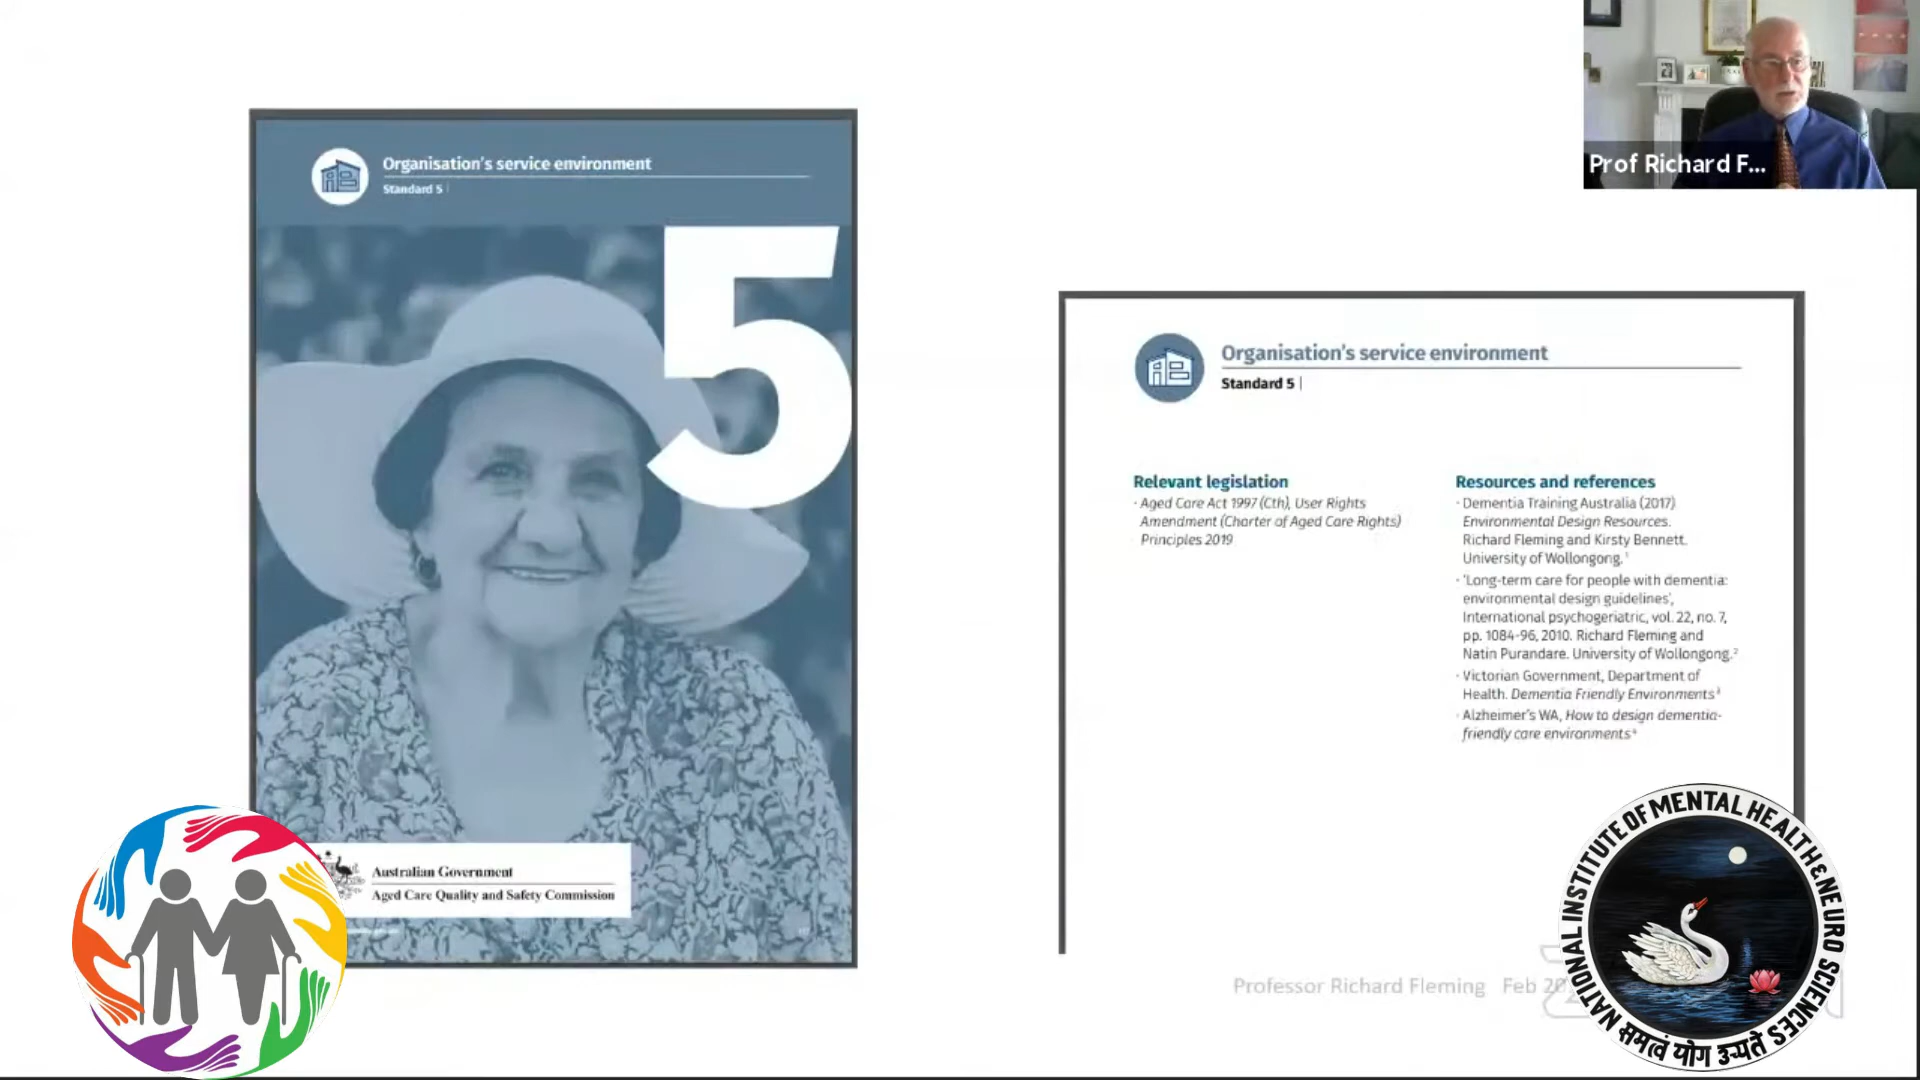 Organisation's service environment
Standard 5
5
Australian Government
Aged Care Quality and Safety Commission
Prof Richard F...
Organisation's service environment
Standard 5
Relevant legislation
· Aged Care Act 1997 (Cth), User Rights
Amendment (Charter of Aged Care Rights)
Principles 2019
Resources and references
· Dementia Training Australia (2017)
Environmental Design Resources.
Richard Fleming and Kirsty Bennett.
University of Wollongong.¹
· 'Long-term care for people with dementia:
environmental design guidelines',
International psychogeriatric, vol. 22, no. 7,
pp. 1084-96, 2010. Richard Fleming and
Natin Purandare. University of Wollongong.²
· Victorian Government, Department of
Health. Dementia Friendly Environments³
· Alzheimer's WA, How to design dementia-
friendly care environments⁴
Professor Richard Fleming Feb 20
NATIONAL INSTITUTE OF MENTAL HEALTH & NEURO SCIENCES
समत्वं योग उच्यते